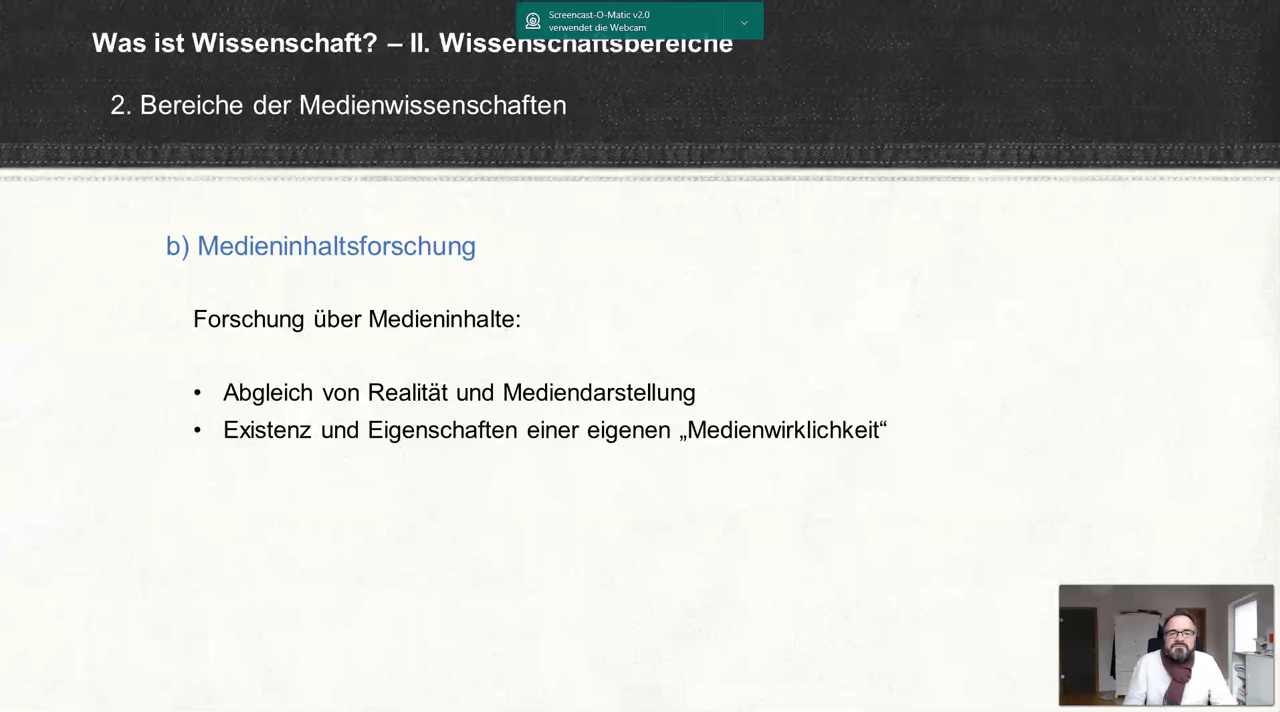 Screencast-O-Matic v2.0
verwendet die Webcam
Was ist Wissenschaft? – II. Wissenschaftsbereiche
2. Bereiche der Medienwissenschaften
b) Medieninhaltsforschung
Forschung über Medieninhalte:
• Abgleich von Realität und Mediendarstellung
• Existenz und Eigenschaften einer eigenen „Medienwirklichkeit“